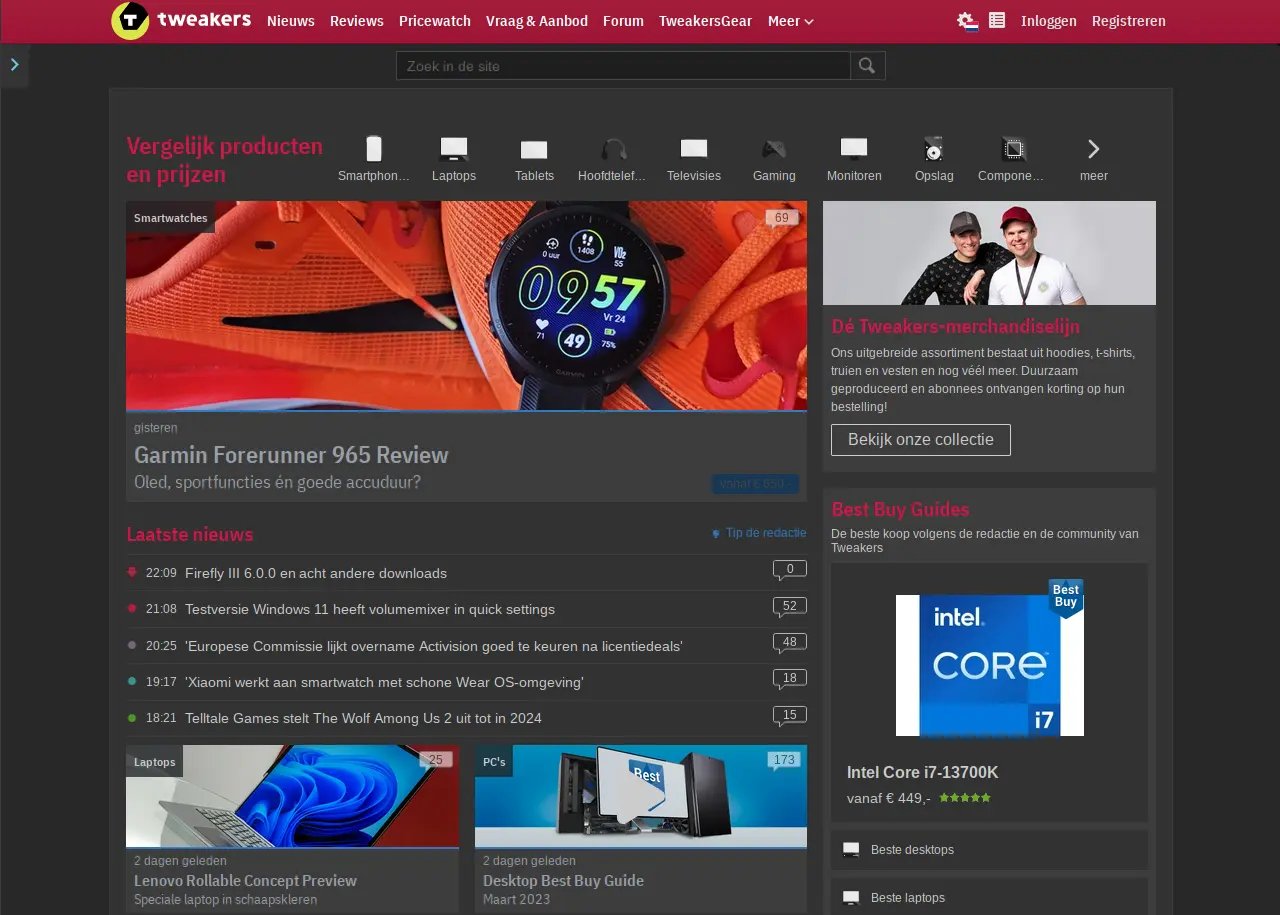 tweakers Nieuws Reviews Pricewatch Vraag & Aanbod Forum TweakersGear Meer Inloggen Registreren
Zoek in de site
Vergelijk producten
en prijzen
Smartphon… Laptops Tablets Hoofdtelef… Televisies Gaming Monitoren Opslag Compone… meer
Smartwatches
69
0 uur
1408
VO2
55
09 57
Vr 24
71
49
75%
GARMIN
gisteren
Garmin Forerunner 965 Review
Oled, sportfuncties én goede accuduur?
vanaf € 650,-
Dé Tweakers-merchandiselijn
Ons uitgebreide assortiment bestaat uit hoodies, t-shirts,
truien en vesten en nog véél meer. Duurzaam
geproduceerd en abonnees ontvangen korting op hun
bestelling!
Bekijk onze collectie
Laatste nieuws
Tip de redactie
22:09 Firefly III 6.0.0 en acht andere downloads 0
21:08 Testversie Windows 11 heeft volumemixer in quick settings 52
20:25 'Europese Commissie lijkt overname Activision goed te keuren na licentiedeals' 48
19:17 'Xiaomi werkt aan smartwatch met schone Wear OS-omgeving' 18
18:21 Telltale Games stelt The Wolf Among Us 2 uit tot in 2024 15
Laptops
25
2 dagen geleden
Lenovo Rollable Concept Preview
Speciale laptop in schaapskleren
PC's
173
Best
2 dagen geleden
Desktop Best Buy Guide
Maart 2023
Best Buy Guides
De beste koop volgens de redactie en de community van
Tweakers
Best
Buy
intel.
CORE
i7
Intel Core i7-13700K
vanaf € 449,-
Beste desktops
Beste laptops